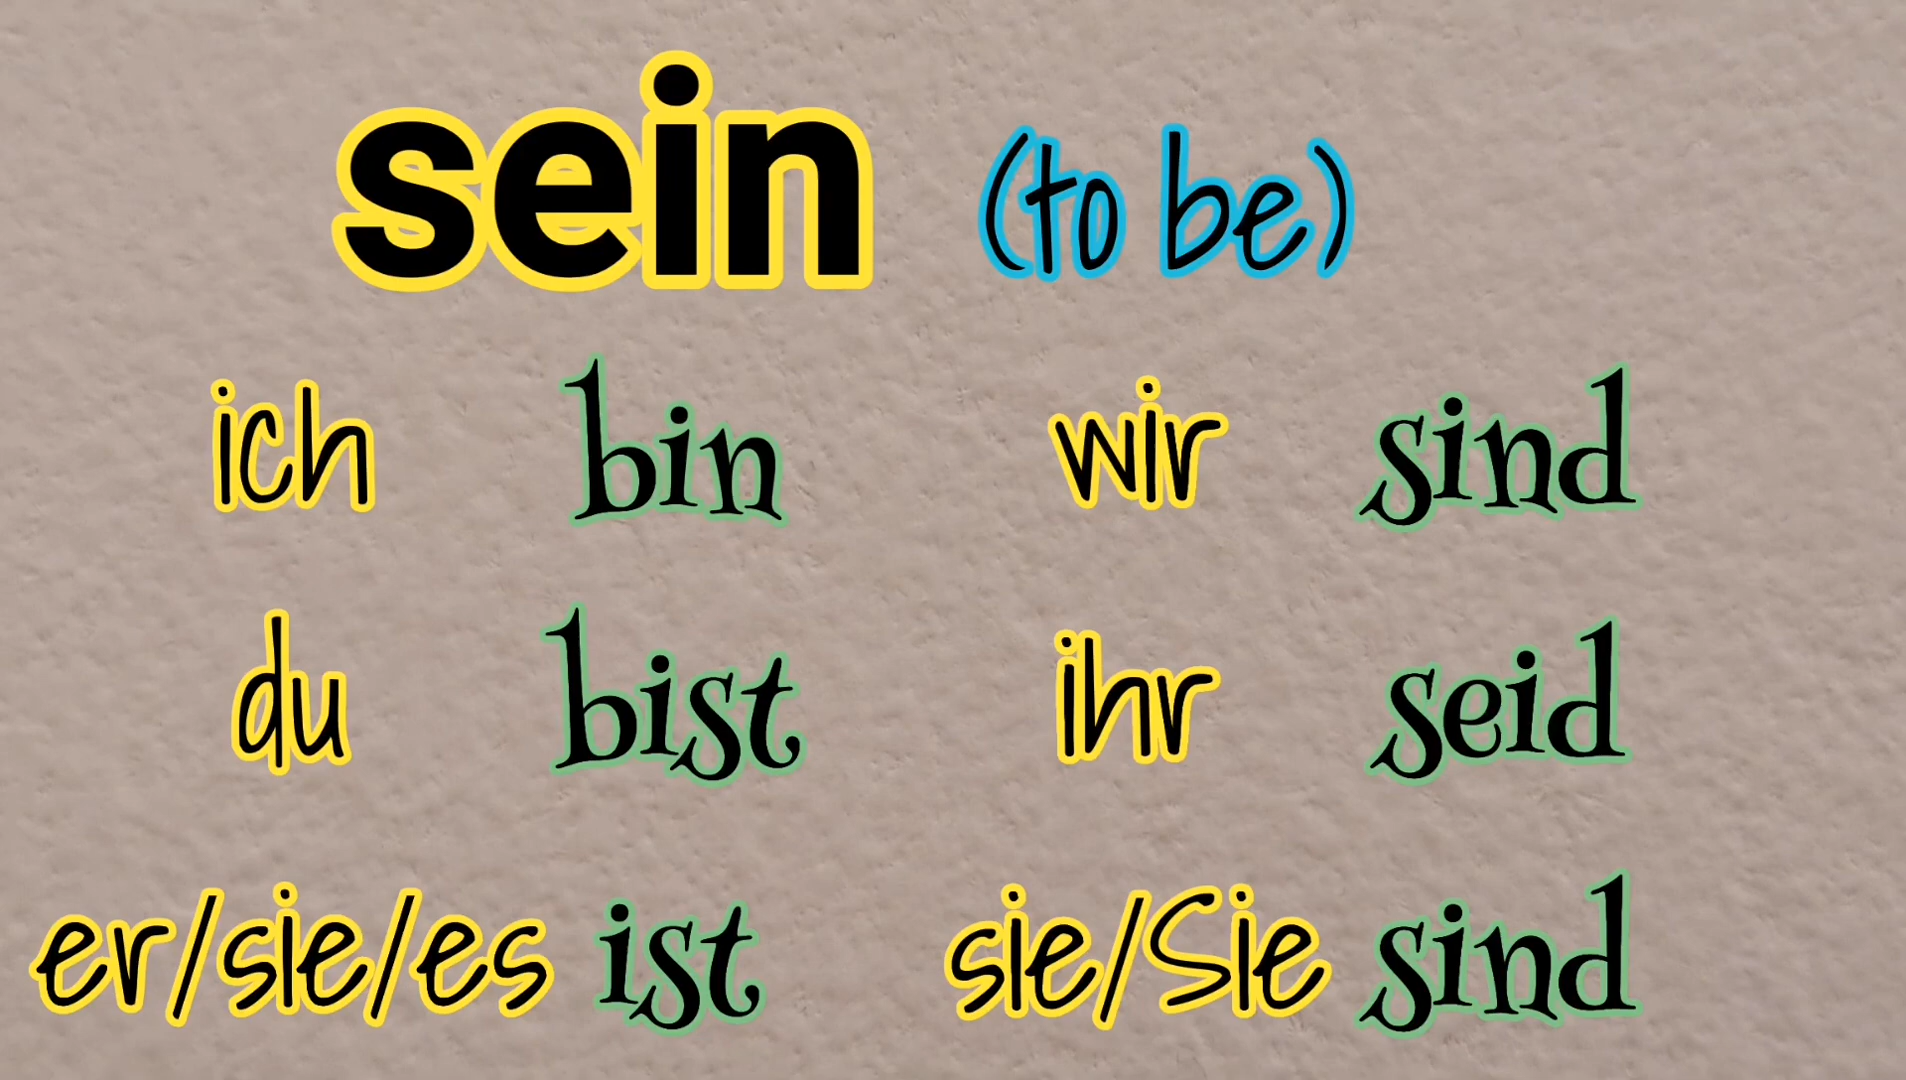 sein (to be)
ich bin wir sind
du bist ihr seid
er/sie/es ist sie/Sie sind